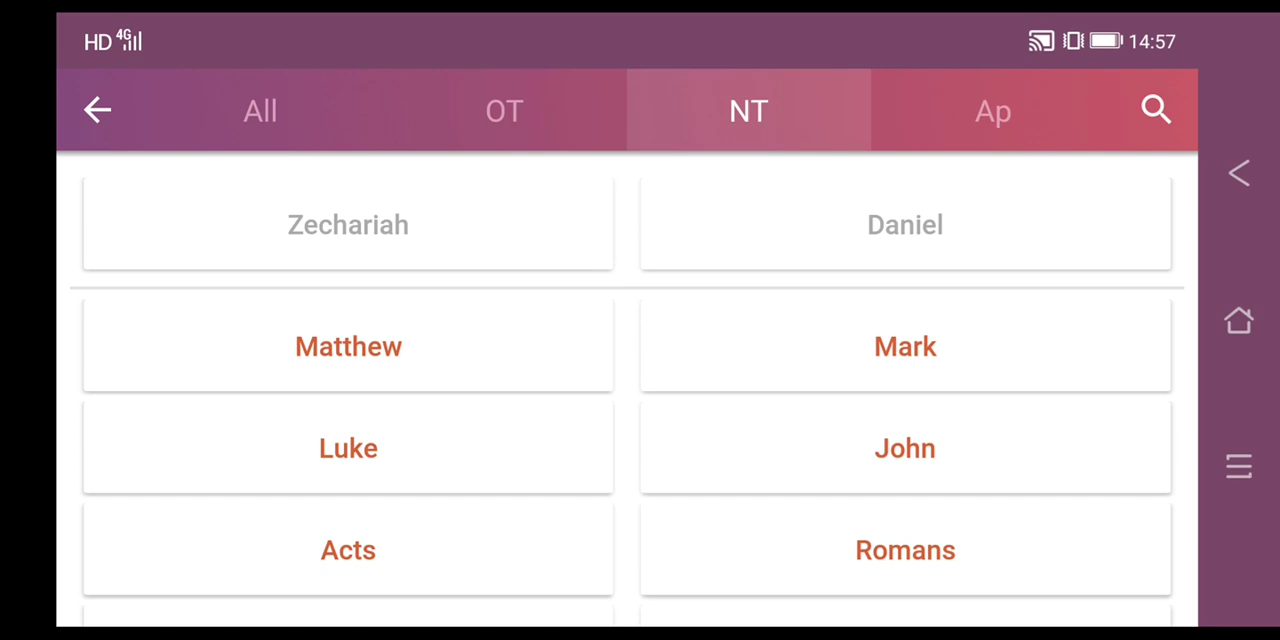 HD 4G 14:57
All OT NT Ap
Zechariah Daniel
Matthew Mark
Luke John
Acts Romans